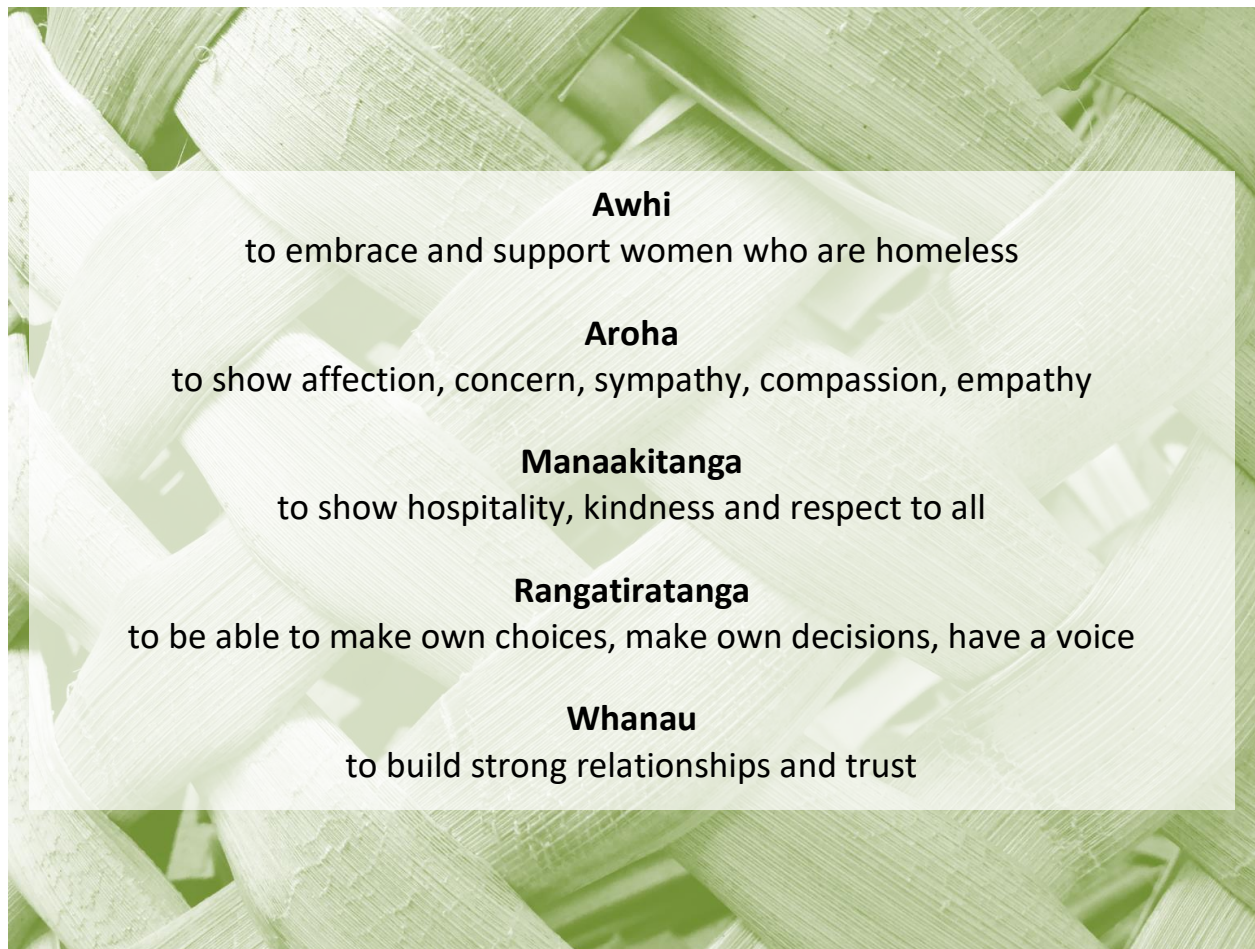 Awhi
to embrace and support women who are homeless
Aroha
to show affection, concern, sympathy, compassion, empathy
Manaakitanga
to show hospitality, kindness and respect to all
Rangatiratanga
to be able to make own choices, make own decisions, have a voice
Whanau
to build strong relationships and trust